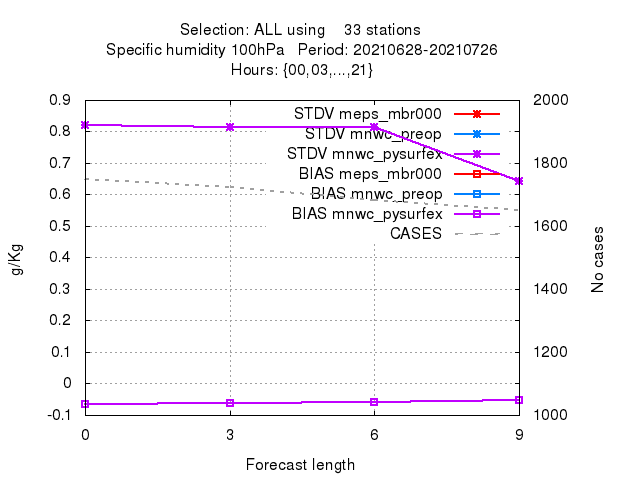 Selection: ALL using 33 stations
Specific humidity 100hPa Period: 20210628-20210726
Hours: {00,03,...,21}
0.9
0.8
0.7
0.6
0.5
0.4
0.3
0.2
0.1
0
-0.1
g/Kg
STDV meps_mbr000
STDV mnwc_preop
STDV mnwc_pysurfex
BIAS meps_mbr000
BIAS mnwc_preop
BIAS mnwc_pysurfex
CASES
2000
1800
1600
1400
1200
1000
No cases
0 3 6 9
Forecast length